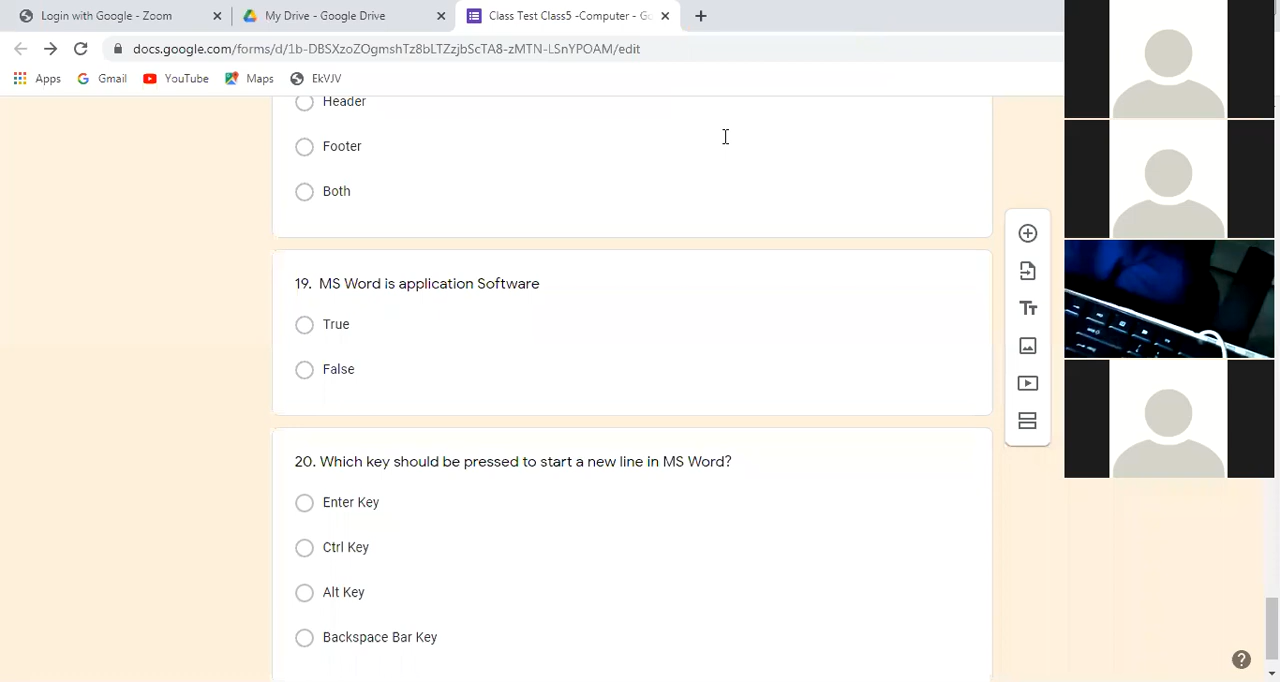 Login with Google - Zoom
My Drive - Google Drive
Class Test Class5 -Computer - Go
docs.google.com/forms/d/1b-DBSXzoZOgmshTz8bLTZzjbScTA8-zMTN-LSnYPOAM/edit
Apps
Gmail
YouTube
Maps
EkVJV
Header
Footer
Both
19. MS Word is application Software
True
False
20. Which key should be pressed to start a new line in MS Word?
Enter Key
Ctrl Key
Alt Key
Backspace Bar Key